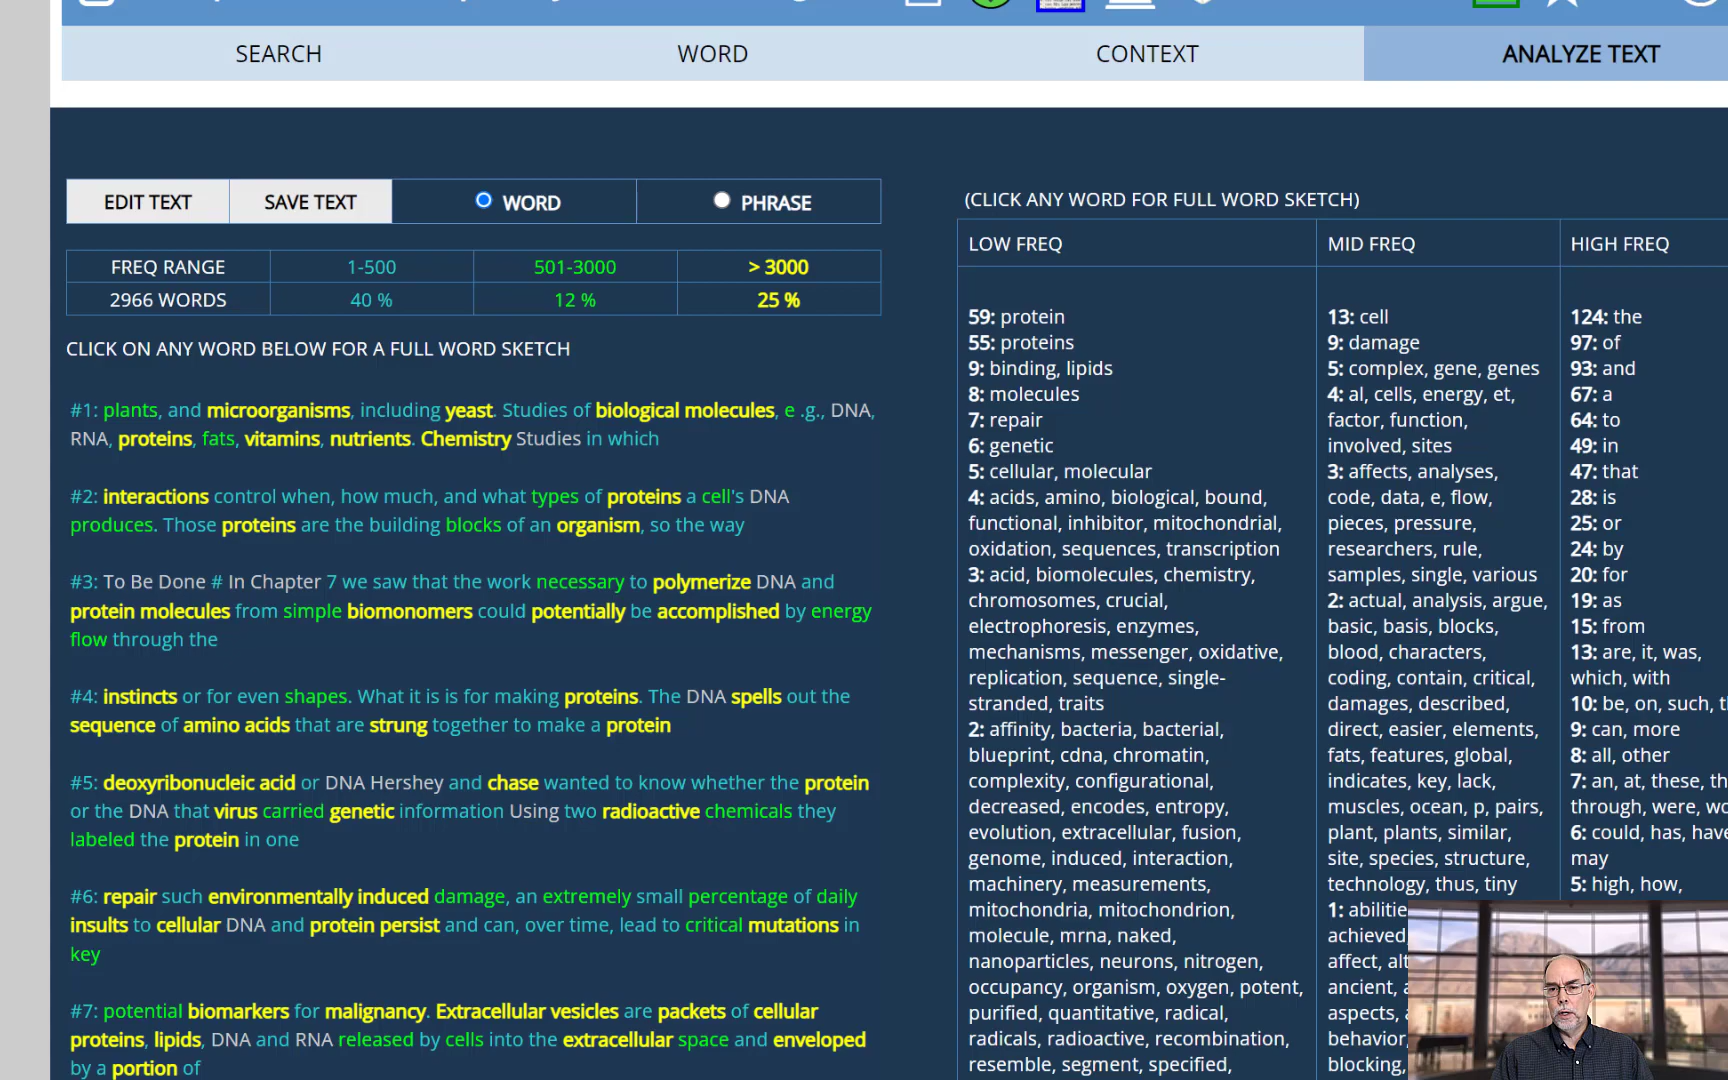 SEARCH WORD CONTEXT ANALYZE TEXT
EDIT TEXT SAVE TEXT WORD PHRASE
FREQ RANGE 1-500 501-3000 > 3000
2966 WORDS 40 % 12 % 25 %
CLICK ON ANY WORD BELOW FOR A FULL WORD SKETCH
#1: plants, and microorganisms, including yeast. Studies of biological molecules, e .g., DNA,
RNA, proteins, fats, vitamins, nutrients. Chemistry Studies in which
#2: interactions control when, how much, and what types of proteins a cell's DNA
produces. Those proteins are the building blocks of an organism, so the way
#3: To Be Done # In Chapter 7 we saw that the work necessary to polymerize DNA and
protein molecules from simple biomonomers could potentially be accomplished by energy
flow through the
#4: instincts or for even shapes. What it is is for making proteins. The DNA spells out the
sequence of amino acids that are strung together to make a protein
#5: deoxyribonucleic acid or DNA Hershey and chase wanted to know whether the protein
or the DNA that virus carried genetic information Using two radioactive chemicals they
labeled the protein in one
#6: repair such environmentally induced damage, an extremely small percentage of daily
insults to cellular DNA and protein persist and can, over time, lead to critical mutations in
key
#7: potential biomarkers for malignancy. Extracellular vesicles are packets of cellular
proteins, lipids, DNA and RNA released by cells into the extracellular space and enveloped
by a portion of
(CLICK ANY WORD FOR FULL WORD SKETCH)
LOW FREQ
59: protein
55: proteins
9: binding, lipids
8: molecules
7: repair
6: genetic
5: cellular, molecular
4: acids, amino, biological, bound,
functional, inhibitor, mitochondrial,
oxidation, sequences, transcription
3: acid, biomolecules, chemistry,
chromosomes, crucial,
electrophoresis, enzymes,
mechanisms, messenger, oxidative,
replication, sequence, single-
stranded, traits
2: affinity, bacteria, bacterial,
blueprint, cdna, chromatin,
complexity, configurational,
decreased, encodes, entropy,
evolution, extracellular, fusion,
genome, induced, interaction,
machinery, measurements,
mitochondria, mitochondrion,
molecule, mrna, naked,
nanoparticles, neurons, nitrogen,
occupancy, organism, oxygen, potent,
purified, quantitative, radical,
radicals, radioactive, recombination,
resemble, segment, specified,
MID FREQ
13: cell
9: damage
5: complex, gene, genes
4: al, cells, energy, et,
factor, function,
involved, sites
3: affects, analyses,
code, data, e, flow,
pieces, pressure,
researchers, rule,
samples, single, various
2: actual, analysis, argue,
basic, basis, blocks,
blood, characters,
coding, contain, critical,
damages, described,
direct, easier, elements,
fats, features, global,
indicates, key, lack,
muscles, ocean, p, pairs,
plant, plants, similar,
site, species, structure,
technology, thus, tiny
1: abilitie
achieved,
affect, alt
ancient, a
aspects,
behavior,
blocking,
HIGH FREQ
124: the
97: of
93: and
67: a
64: to
49: in
47: that
28: is
25: or
24: by
20: for
19: as
15: from
13: are, it, was,
which, with
10: be, on, such, t
9: can, more
8: all, other
7: an, at, these, th
through, were, wo
6: could, has, have
may
5: high, how,